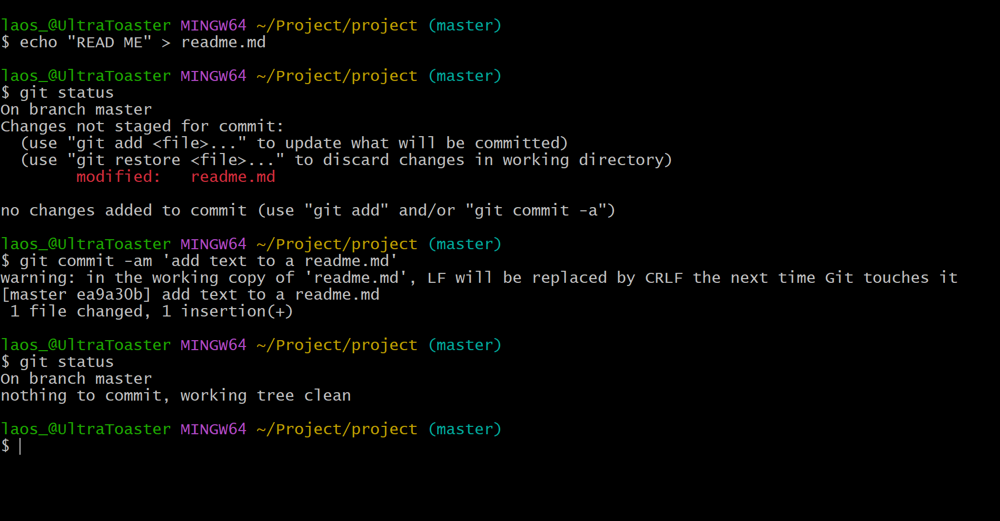 laos_@UltraToaster MINGW64 ~/Project/project (master)
$ echo "READ ME" > readme.md
laos_@UltraToaster MINGW64 ~/Project/project (master)
$ git status
On branch master
Changes not staged for commit:
  (use "git add <file>..." to update what will be committed)
  (use "git restore <file>..." to discard changes in working directory)
        modified:   readme.md
no changes added to commit (use "git add" and/or "git commit -a")
laos_@UltraToaster MINGW64 ~/Project/project (master)
$ git commit -am 'add text to a readme.md'
warning: in the working copy of 'readme.md', LF will be replaced by CRLF the next time Git touches it
[master ea9a30b] add text to a readme.md
 1 file changed, 1 insertion(+)
laos_@UltraToaster MINGW64 ~/Project/project (master)
$ git status
On branch master
nothing to commit, working tree clean
laos_@UltraToaster MINGW64 ~/Project/project (master)
$